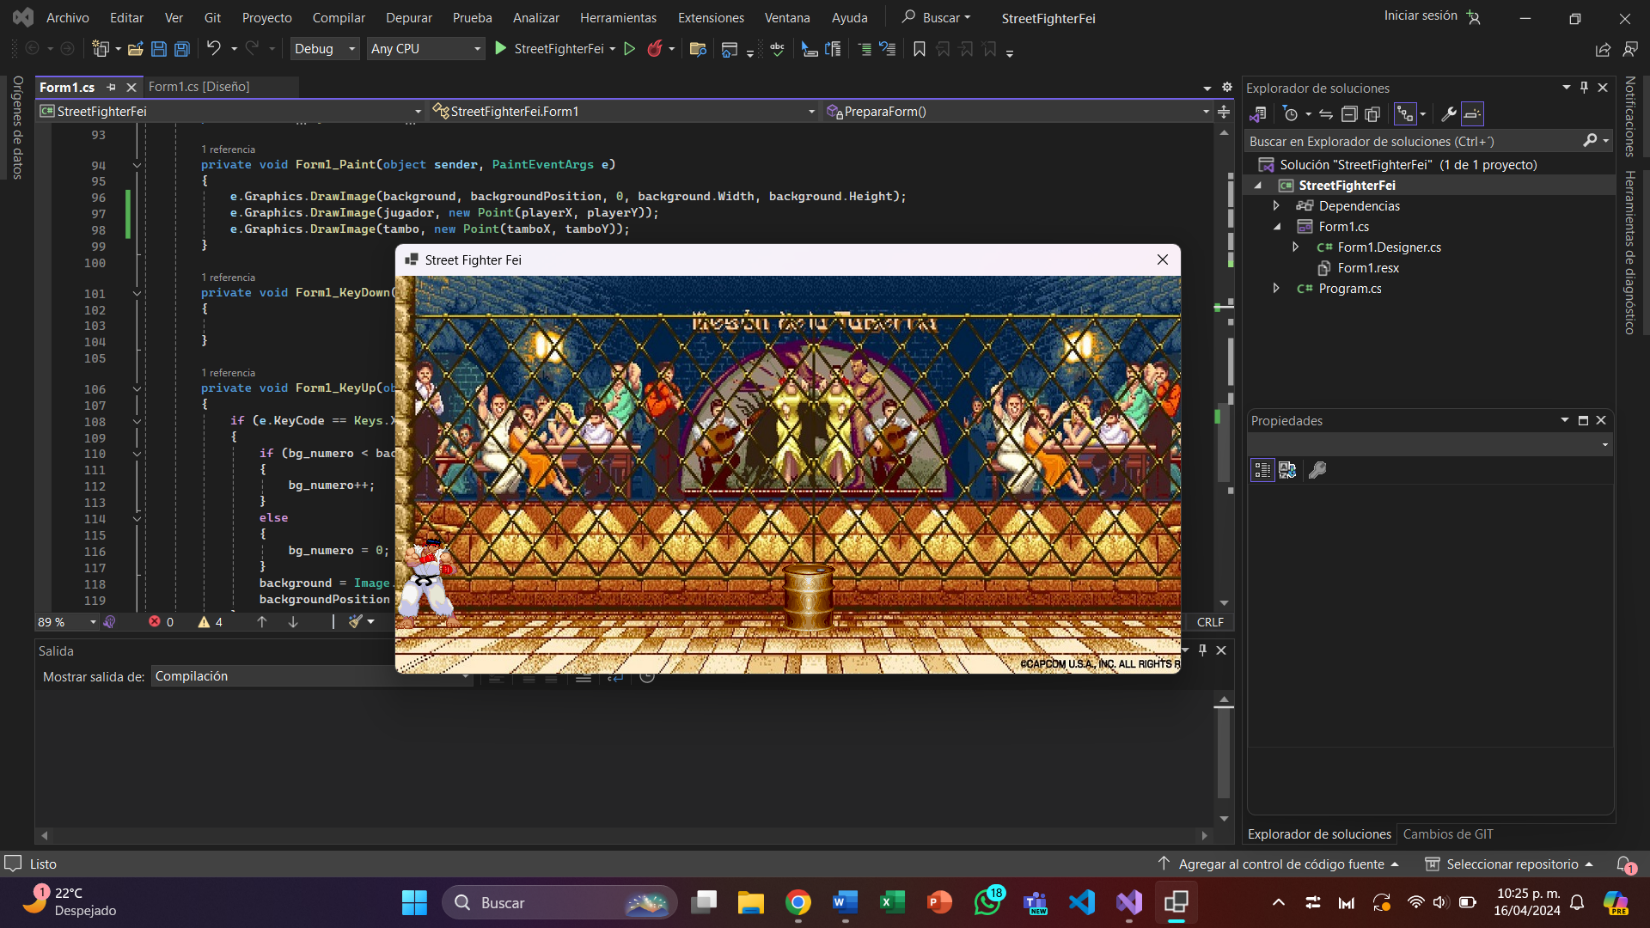 Archivo Editar Ver Git Proyecto Compilar Depurar Prueba Analizar Herramientas Extensiones Ventana Ayuda Buscar StreetFighterFei Iniciar sesión
Debug Any CPU StreetFighterFei
Orígenes de datos
Form1.cs Form1.cs [Diseño]
StreetFighterFei StreetFighterFei.Form1 PreparaForm()
93
1 referencia
94 private void Form1_Paint(object sender, PaintEventArgs e)
95 {
96 e.Graphics.DrawImage(background, backgroundPosition, 0, background.Width, background.Height);
97 e.Graphics.DrawImage(jugador, new Point(playerX, playerY));
98 e.Graphics.DrawImage(tambo, new Point(tamboX, tamboY));
99 }
100
1 referencia
101 private void Form1_KeyDown(
102 {
103
104 }
105
1 referencia
106 private void Form1_KeyUp(ob
107 {
108 if (e.KeyCode == Keys.X
109 {
110 if (bg_numero < bac
111 {
112 bg_numero++;
113 }
114 else
115 {
116 bg_numero = 0;
117 }
118 background = Image.
119 backgroundPosition
89 % 0 4 CRLF
Street Fighter Fei
©CAPCOM U.S.A., INC. ALL RIGHTS R
Salida
Mostrar salida de: Compilación
Explorador de soluciones
Buscar en Explorador de soluciones (Ctrl+´)
Solución "StreetFighterFei" (1 de 1 proyecto)
StreetFighterFei
Dependencias
Form1.cs
C# Form1.Designer.cs
Form1.resx
C# Program.cs
Propiedades
Explorador de soluciones Cambios de GIT
Notificaciones
Herramientas de diagnóstico
Listo Agregar al control de código fuente Seleccionar repositorio 1
1 22°C
Despejado
Buscar
18
NEW
10:25 p. m.
16/04/2024
PRE